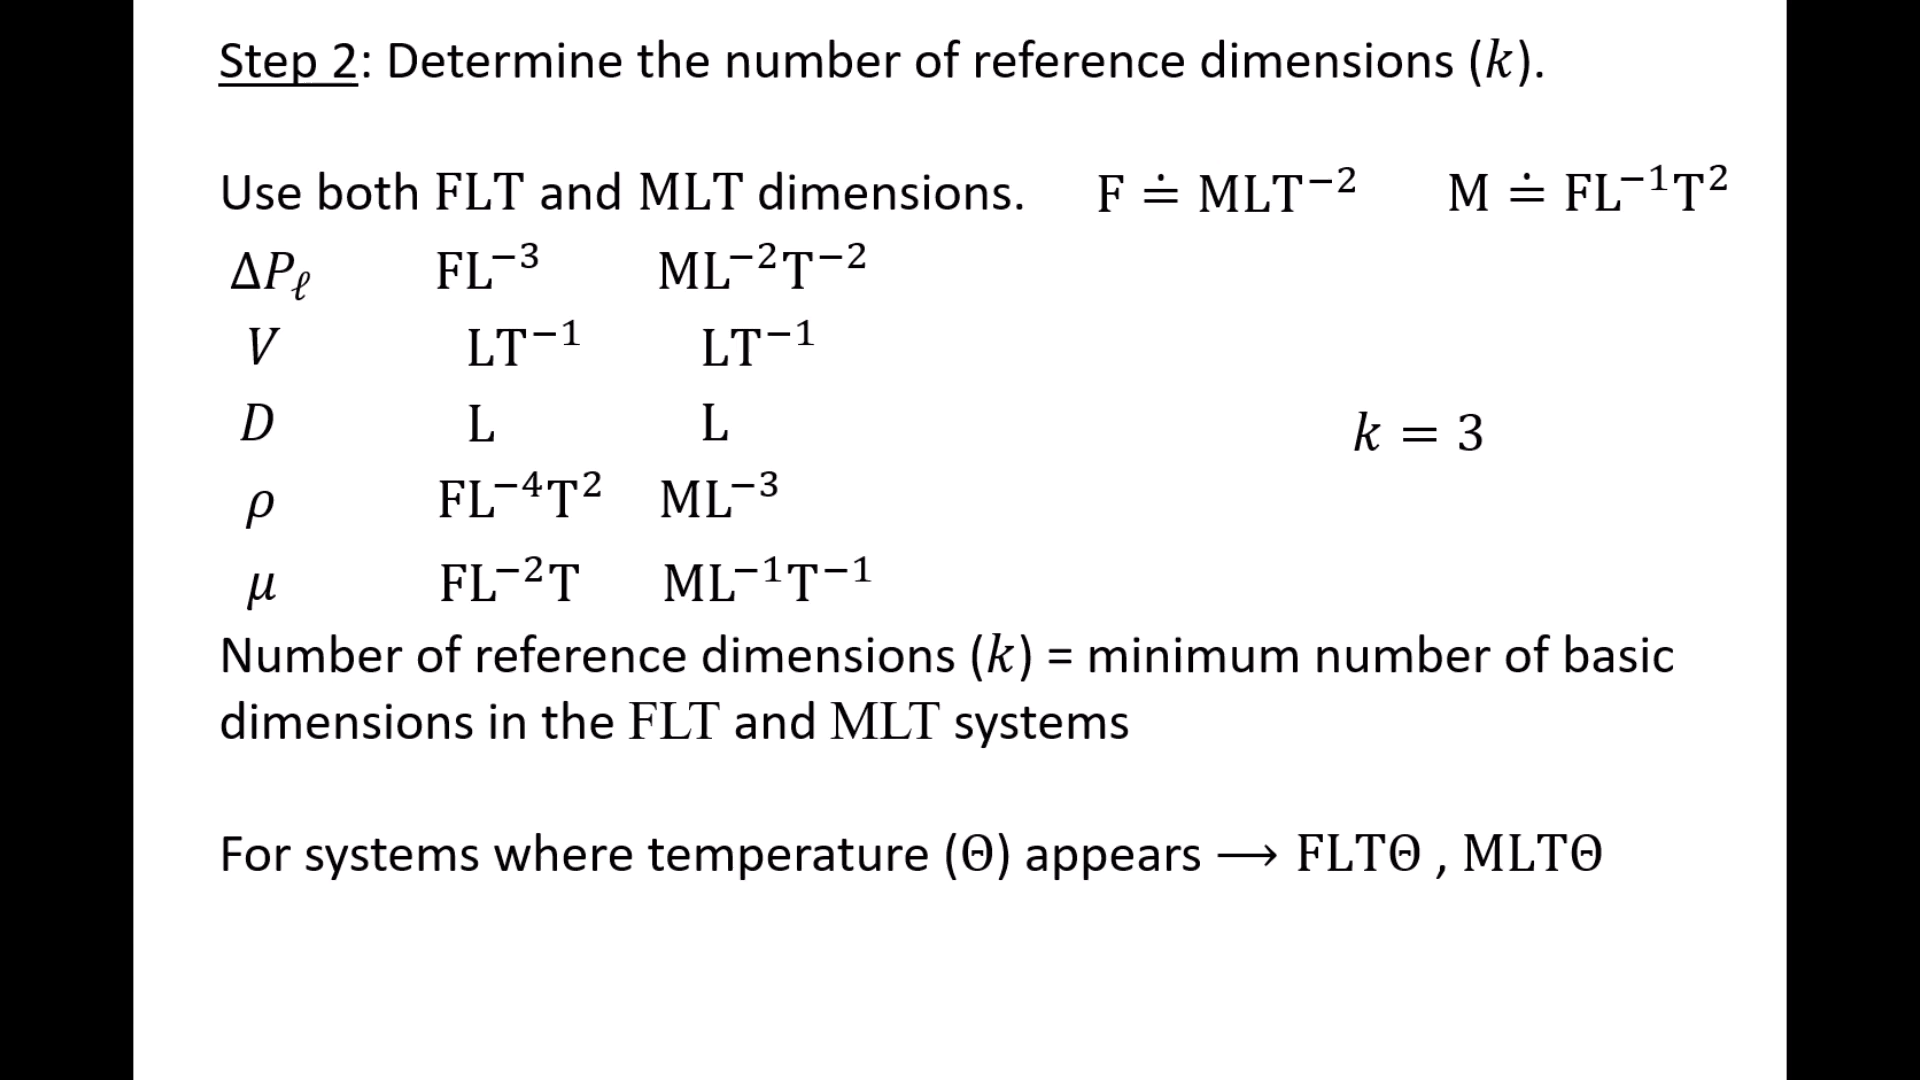 Step 2: Determine the number of reference dimensions (k).
Use both FLT and MLT dimensions. F ≐ MLT⁻² M ≐ FL⁻¹T²
ΔPℓ FL⁻³ ML⁻²T⁻²
V LT⁻¹ LT⁻¹
D L L k = 3
ρ FL⁻⁴T² ML⁻³
μ FL⁻²T ML⁻¹T⁻¹
Number of reference dimensions (k) = minimum number of basic
dimensions in the FLT and MLT systems
For systems where temperature (Θ) appears ⟶ FLTΘ , MLTΘ